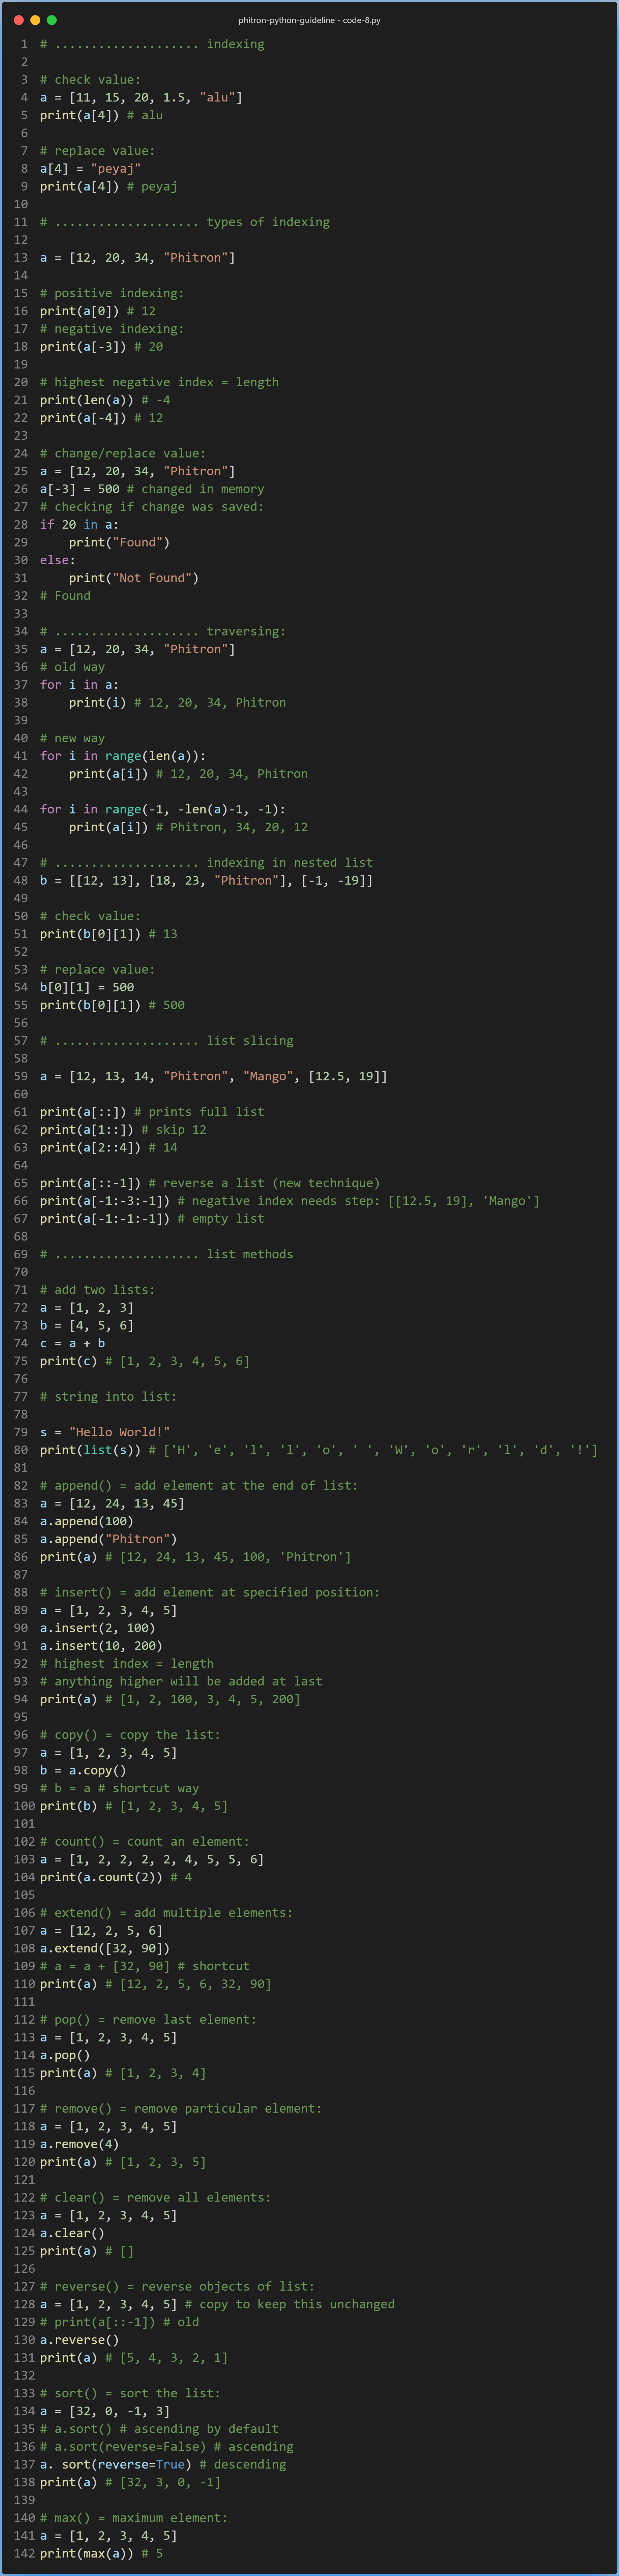 phitron-python-guideline - code-8.py
1 # .................... indexing
2
3 # check value:
4 a = [11, 15, 20, 1.5, "alu"]
5 print(a[4]) # alu
6
7 # replace value:
8 a[4] = "peyaj"
9 print(a[4]) # peyaj
10
11 # .................... types of indexing
12
13 a = [12, 20, 34, "Phitron"]
14
15 # positive indexing:
16 print(a[0]) # 12
17 # negative indexing:
18 print(a[-3]) # 20
19
20 # highest negative index = length
21 print(len(a)) # -4
22 print(a[-4]) # 12
23
24 # change/replace value:
25 a = [12, 20, 34, "Phitron"]
26 a[-3] = 500 # changed in memory
27 # checking if change was saved:
28 if 20 in a:
29     print("Found")
30 else:
31     print("Not Found")
32 # Found
33
34 # .................... traversing:
35 a = [12, 20, 34, "Phitron"]
36 # old way
37 for i in a:
38     print(i) # 12, 20, 34, Phitron
39
40 # new way
41 for i in range(len(a)):
42     print(a[i]) # 12, 20, 34, Phitron
43
44 for i in range(-1, -len(a)-1, -1):
45     print(a[i]) # Phitron, 34, 20, 12
46
47 # .................... indexing in nested list
48 b = [[12, 13], [18, 23, "Phitron"], [-1, -19]]
49
50 # check value:
51 print(b[0][1]) # 13
52
53 # replace value:
54 b[0][1] = 500
55 print(b[0][1]) # 500
56
57 # .................... list slicing
58
59 a = [12, 13, 14, "Phitron", "Mango", [12.5, 19]]
60
61 print(a[::]) # prints full list
62 print(a[1::]) # skip 12
63 print(a[2::4]) # 14
64
65 print(a[::-1]) # reverse a list (new technique)
66 print(a[-1:-3:-1]) # negative index needs step: [[12.5, 19], 'Mango']
67 print(a[-1:-1:-1]) # empty list
68
69 # .................... list methods
70
71 # add two lists:
72 a = [1, 2, 3]
73 b = [4, 5, 6]
74 c = a + b
75 print(c) # [1, 2, 3, 4, 5, 6]
76
77 # string into list:
78
79 s = "Hello World!"
80 print(list(s)) # ['H', 'e', 'l', 'l', 'o', ' ', 'W', 'o', 'r', 'l', 'd', '!']
81
82 # append() = add element at the end of list:
83 a = [12, 24, 13, 45]
84 a.append(100)
85 a.append("Phitron")
86 print(a) # [12, 24, 13, 45, 100, 'Phitron']
87
88 # insert() = add element at specified position:
89 a = [1, 2, 3, 4, 5]
90 a.insert(2, 100)
91 a.insert(10, 200)
92 # highest index = length
93 # anything higher will be added at last
94 print(a) # [1, 2, 100, 3, 4, 5, 200]
95
96 # copy() = copy the list:
97 a = [1, 2, 3, 4, 5]
98 b = a.copy()
99 # b = a # shortcut way
100 print(b) # [1, 2, 3, 4, 5]
101
102 # count() = count an element:
103 a = [1, 2, 2, 2, 2, 4, 5, 5, 6]
104 print(a.count(2)) # 4
105
106 # extend() = add multiple elements:
107 a = [12, 2, 5, 6]
108 a.extend([32, 90])
109 # a = a + [32, 90] # shortcut
110 print(a) # [12, 2, 5, 6, 32, 90]
111
112 # pop() = remove last element:
113 a = [1, 2, 3, 4, 5]
114 a.pop()
115 print(a) # [1, 2, 3, 4]
116
117 # remove() = remove particular element:
118 a = [1, 2, 3, 4, 5]
119 a.remove(4)
120 print(a) # [1, 2, 3, 5]
121
122 # clear() = remove all elements:
123 a = [1, 2, 3, 4, 5]
124 a.clear()
125 print(a) # []
126
127 # reverse() = reverse objects of list:
128 a = [1, 2, 3, 4, 5] # copy to keep this unchanged
129 # print(a[::-1]) # old
130 a.reverse()
131 print(a) # [5, 4, 3, 2, 1]
132
133 # sort() = sort the list:
134 a = [32, 0, -1, 3]
135 # a.sort() # ascending by default
136 # a.sort(reverse=False) # ascending
137 a. sort(reverse=True) # descending
138 print(a) # [32, 3, 0, -1]
139
140 # max() = maximum element:
141 a = [1, 2, 3, 4, 5]
142 print(max(a)) # 5